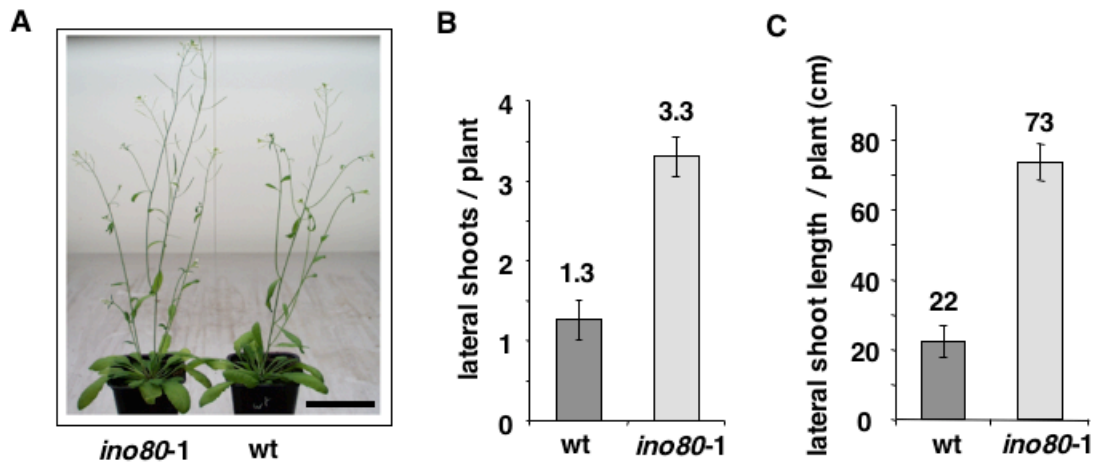 A
ino80-1 wt
wt
B
lateral shoots / plant
4
3
2
1
0
1.3
3.3
wt ino80-1
C
lateral shoot length / plant (cm)
80
60
40
20
0
22
73
wt ino80-1